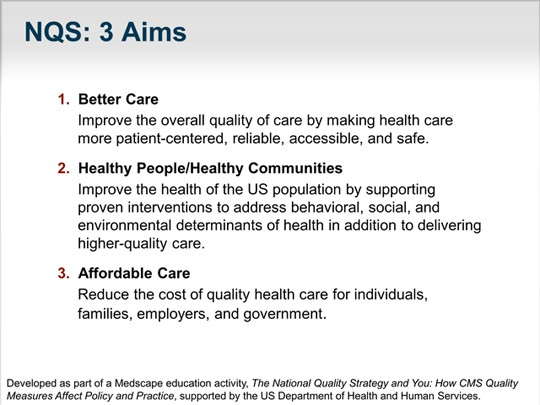 NQS: 3 Aims
1. Better Care
Improve the overall quality of care by making health care
more patient-centered, reliable, accessible, and safe.
2. Healthy People/Healthy Communities
Improve the health of the US population by supporting
proven interventions to address behavioral, social, and
environmental determinants of health in addition to delivering
higher-quality care.
3. Affordable Care
Reduce the cost of quality health care for individuals,
families, employers, and government.
Developed as part of a Medscape education activity, The National Quality Strategy and You: How CMS Quality
Measures Affect Policy and Practice, supported by the US Department of Health and Human Services.